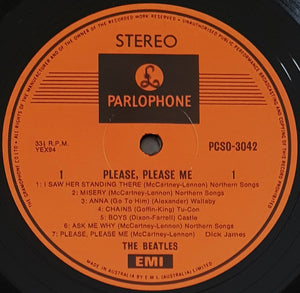 STEREO
PARLOPHONE
33⅓ R.P.M.
YEX94
PCSO-3042
1 PLEASE, PLEASE ME 1
1: I SAW HER STANDING THERE (McCartney-Lennon) Northern Songs
2: MISERY (McCartney-Lennon) Northern Songs
3: ANNA (Go To Him) (Alexander) Wallaby
4: CHAINS (Goffin-King) Tu-Con
5: BOYS (Dixon-Farrell) Castle
6: ASK ME WHY (McCartney-Lennon) Northern Songs
7: PLEASE, PLEASE ME (McCartney-Lennon) Dick James
THE BEATLES
EMI
MADE IN AUSTRALIA BY E.M.I. (AUSTRALIA) LIMITED